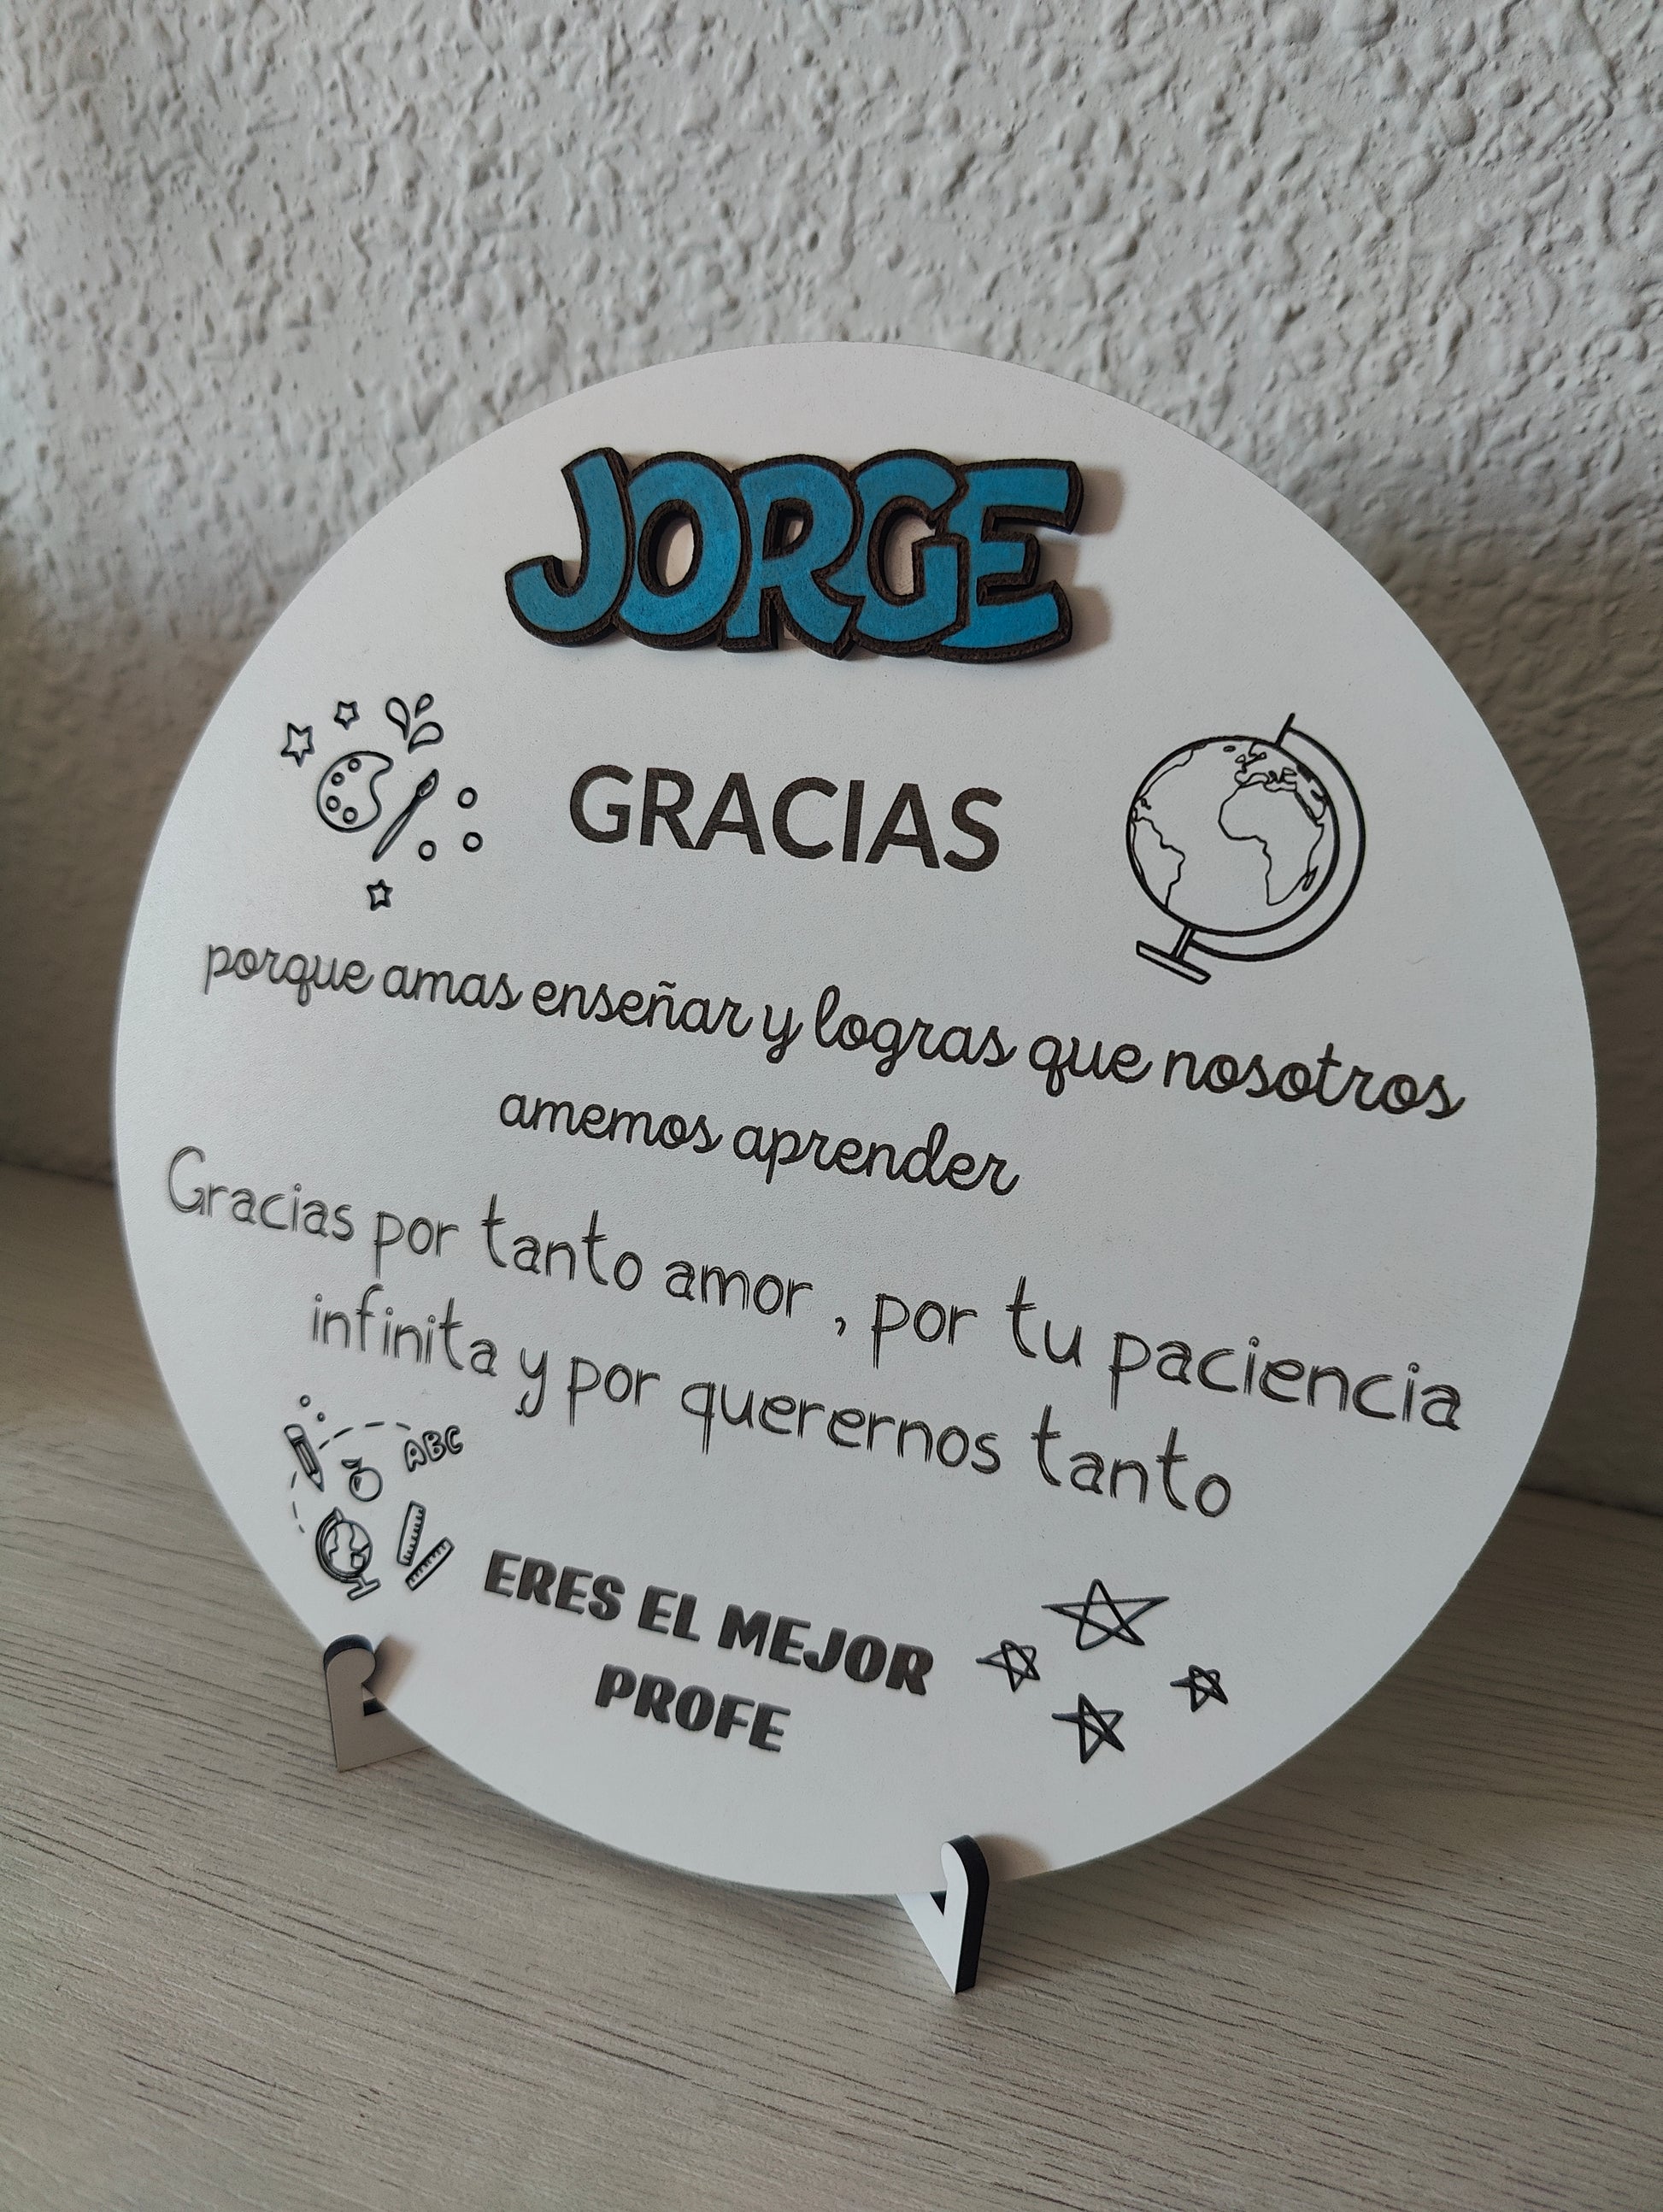 JORGE
GRACIAS
porque amas enseñar y logras que nosotros
amemos aprender
Gracias por tanto amor , por tu paciencia
infinita y por querernos tanto
ABC
ERES EL MEJOR
PROFE